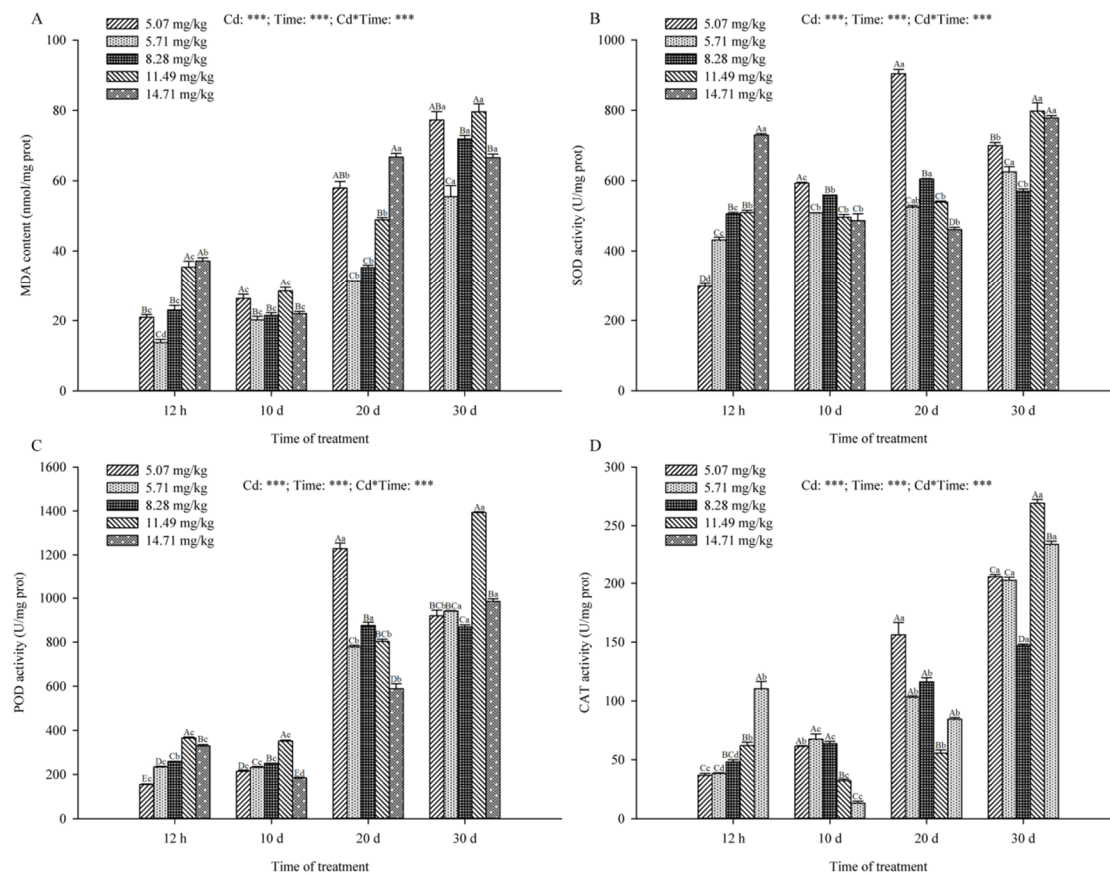 A
Cd: ***; Time: ***; Cd*Time: ***
5.07 mg/kg
5.71 mg/kg
8.28 mg/kg
11.49 mg/kg
14.71 mg/kg
MDA content (nmol/mg prot)
100
80
60
40
20
0
Bc Cd Bc Ac Ab
Ac Bc Bc Ac Bc
ABb Cb Cb Bb Aa
ABa Ca Ba Aa Ba
12 h 10 d 20 d 30 d
Time of treatment
B
Cd: ***; Time: ***; Cd*Time: ***
5.07 mg/kg
5.71 mg/kg
8.28 mg/kg
11.49 mg/kg
14.71 mg/kg
SOD activity (U/mg prot)
1000
800
600
400
200
0
Dd Cc Bc Bb Aa
Ac Cb Bb Cb Cb
Aa Cab Ba Cb Db
Bb Ca Cb Aa Aa
12 h 10 d 20 d 30 d
Time of treatment
C
Cd: ***; Time: ***; Cd*Time: ***
5.07 mg/kg
5.71 mg/kg
8.28 mg/kg
11.49 mg/kg
14.71 mg/kg
POD activity (U/mg prot)
1600
1400
1200
1000
800
600
400
200
0
Ec Dc Cb Ac Bc
Cc Bc Ac Ed
Aa Cb Ba BCb Db
BCb BCa Ca Aa Ba
12 h 10 d 20 d 30 d
Time of treatment
D
Cd: ***; Time: ***; Cd*Time: ***
5.07 mg/kg
5.71 mg/kg
8.28 mg/kg
11.49 mg/kg
14.71 mg/kg
CAT activity (U/mg prot)
300
250
200
150
100
50
0
Cc Cd BCd Bb Aa
Ab Ac Ac Bc Cc
Aa Ab Ab Bb Ab
Ca Ca Da Aa Ba
12 h 10 d 20 d 30 d
Time of treatment